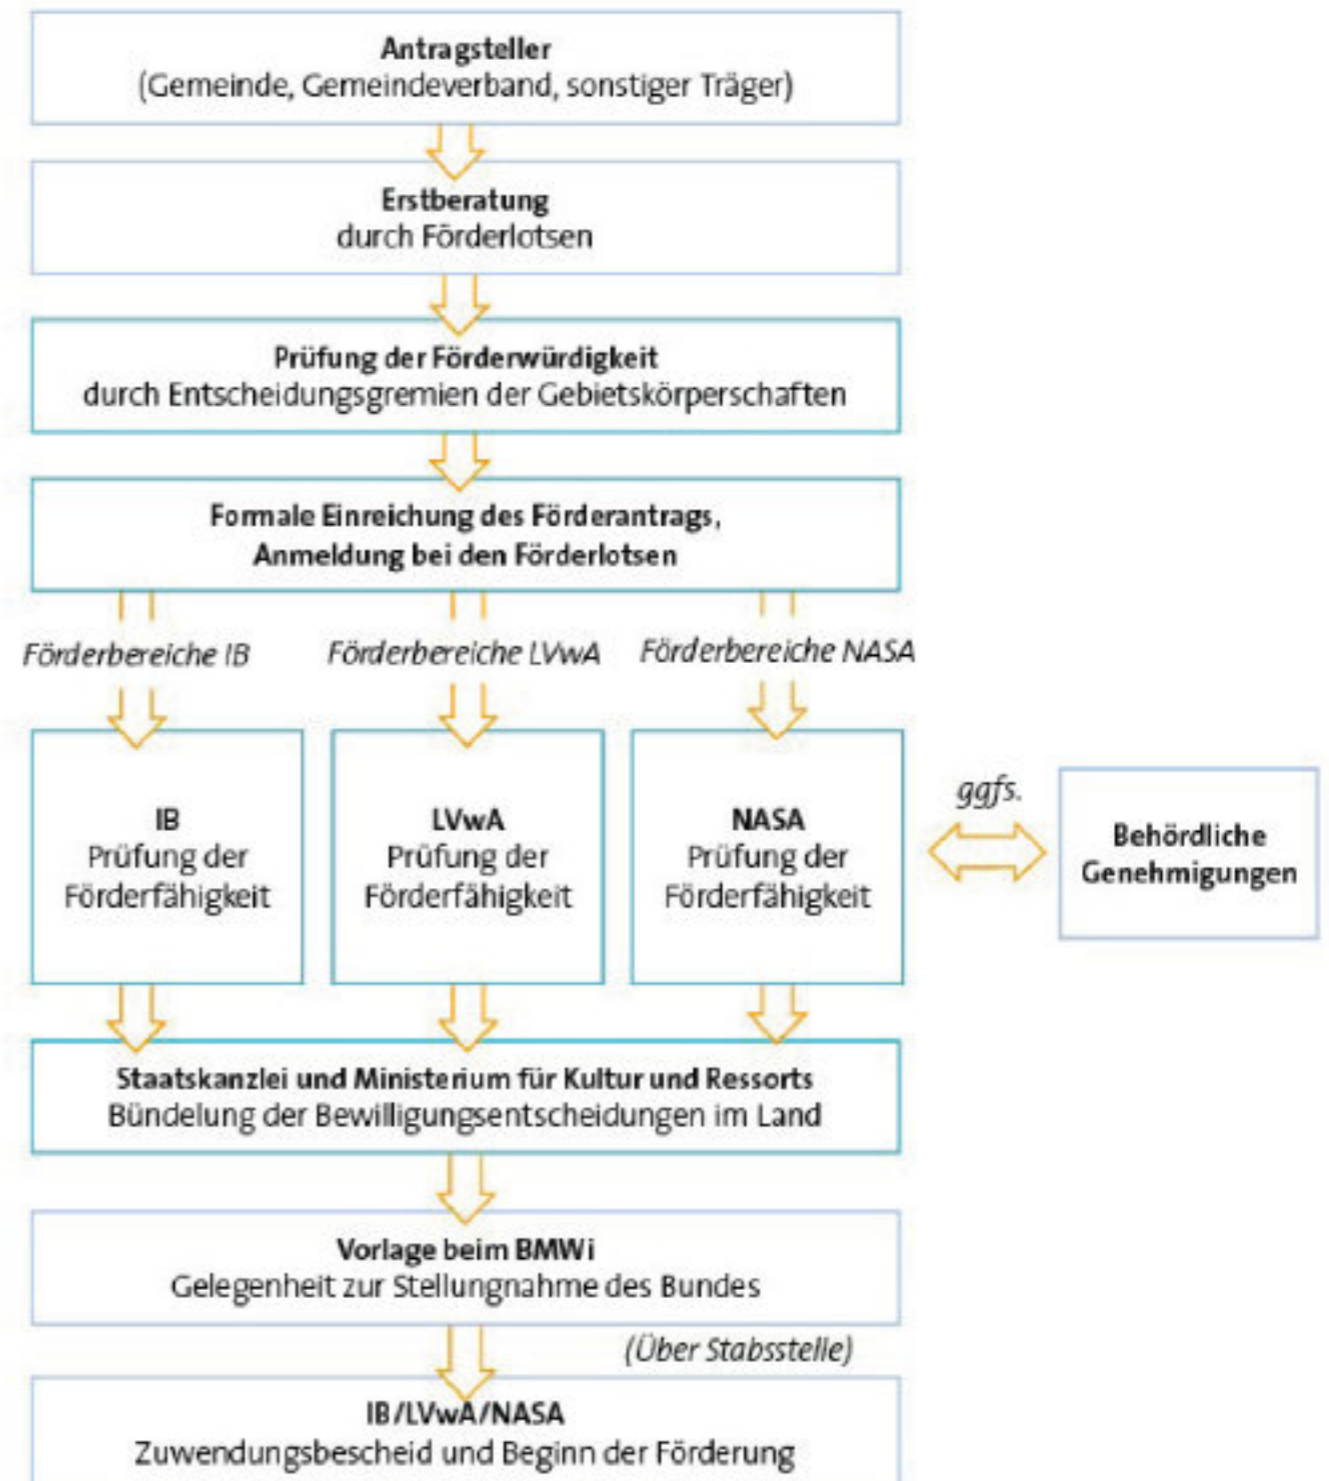 Antragsteller
(Gemeinde, Gemeindeverband, sonstiger Träger)
Erstberatung
durch Förderlotsen
Prüfung der Förderwürdigkeit
durch Entscheidungsgremien der Gebietskörperschaften
Formale Einreichung des Förderantrags,
Anmeldung bei den Förderlotsen
Förderbereiche IB
Förderbereiche LVwA
Förderbereiche NASA
IB
Prüfung der
Förderfähigkeit
LVwA
Prüfung der
Förderfähigkeit
NASA
Prüfung der
Förderfähigkeit
ggfs.
Behördliche
Genehmigungen
Staatskanzlei und Ministerium für Kultur und Ressorts
Bündelung der Bewilligungsentscheidungen im Land
Vorlage beim BMWi
Gelegenheit zur Stellungnahme des Bundes
(Über Stabsstelle)
IB/LVwA/NASA
Zuwendungsbescheid und Beginn der Förderung